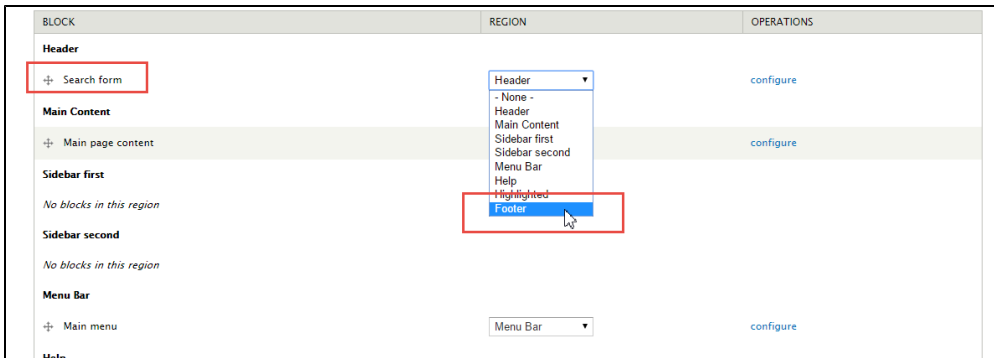 BLOCK REGION OPERATIONS
Header
Search form Header configure
- None -
Header
Main Content Main Content
Sidebar first
Main page content Sidebar second configure
Menu Bar
Sidebar first Help
Highlighted
No blocks in this region Footer
Sidebar second
No blocks in this region
Menu Bar
Main menu Menu Bar configure
Help